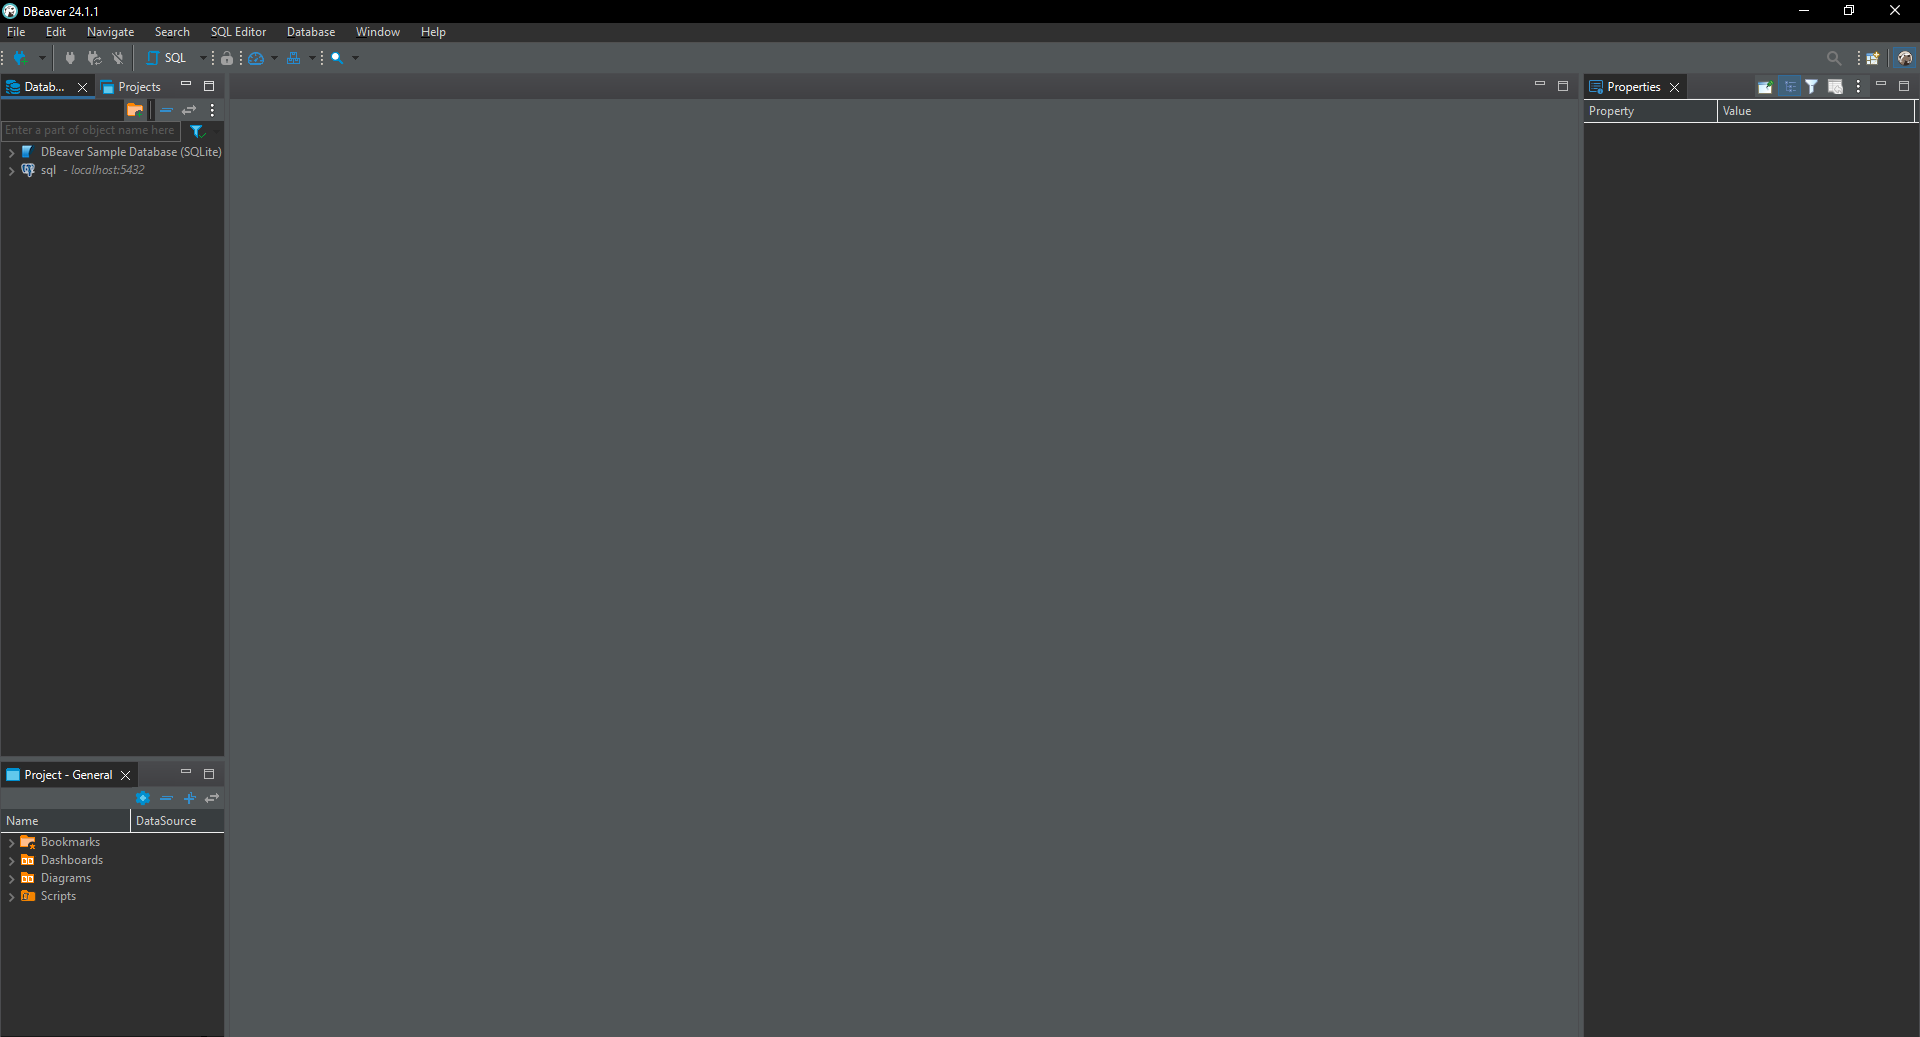 DBeaver 24.1.1
File Edit Navigate Search SQL Editor Database Window Help
SQL
Datab...
Projects
Properties
Property Value
Enter a part of object name here
DBeaver Sample Database (SQLite)
sql - localhost:5432
Project - General
Name DataSource
Bookmarks
Dashboards
Diagrams
Scripts